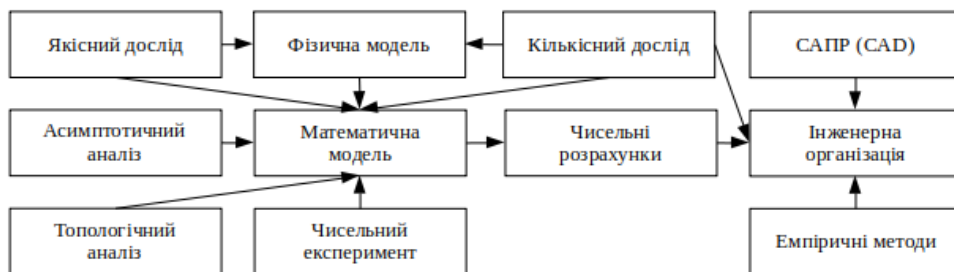 Якісний дослід
Фізична модель
Кількісний дослід
САПР (CAD)
Асимптотичний
аналіз
Математична
модель
Чисельні
розрахунки
Інженерна
організація
Топологічний
аналіз
Чисельний
експеримент
Емпіричні методи